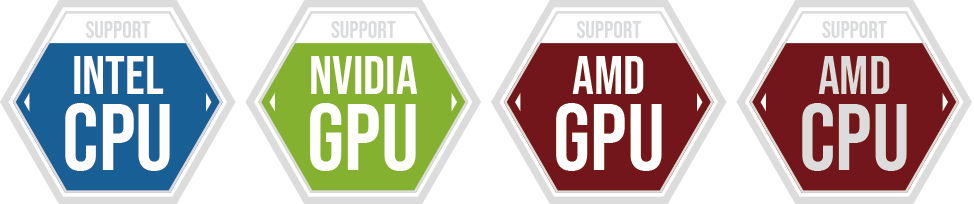 SUPPORT
INTEL
CPU
SUPPORT
NVIDIA
GPU
SUPPORT
AMD
GPU
SUPPORT
AMD
CPU